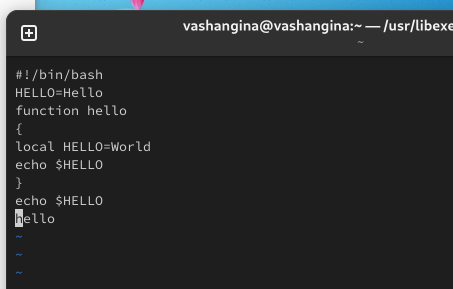 vashangina@vashangina:~ — /usr/libexe
~
#!/bin/bash
HELLO=Hello
function hello
{
local HELLO=World
echo $HELLO
}
echo $HELLO
hello
~
~
~